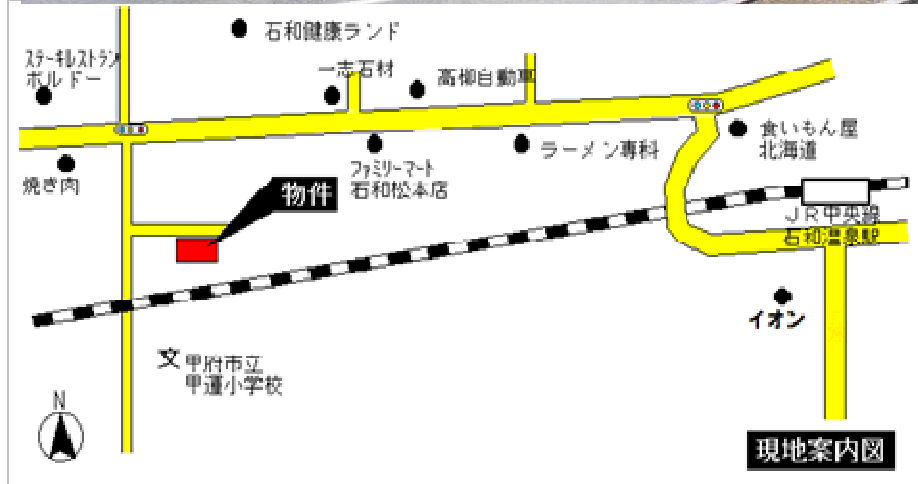 石和健康ランド
ステーキレストラン
ボルドー
一志石材
高柳自動車
食いもん屋
北海道
ラーメン専科
ファミリーマート
石和松本店
焼き肉
物件
JR中央線
石和温泉駅
イオン
文 甲府市立
甲運小学校
N
現地案内図